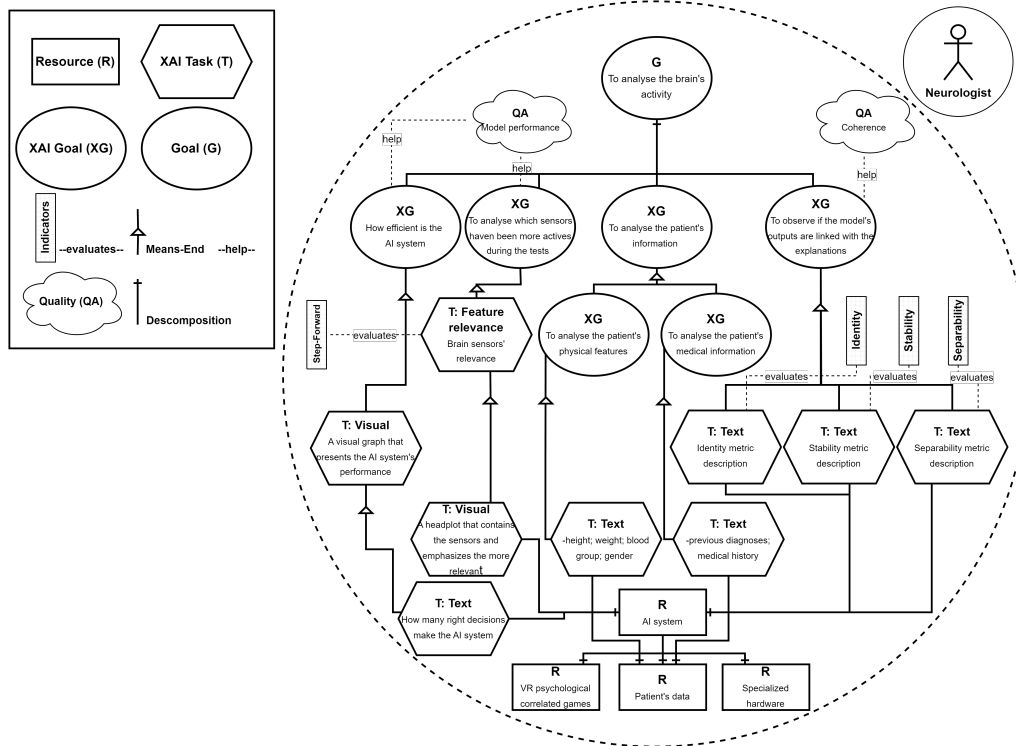 Resource (R)
XAI Task (T)
XAI Goal (XG)
Goal (G)
Indicators
--evaluates--
Means-End
--help--
Quality (QA)
Descomposition
Neurologist
G
To analyse the brain's
activity
QA
Model performance
QA
Coherence
help
help
help
XG
How efficient is the
AI system
XG
To analyse which sensors
haven been more actives
during the tests
XG
To analyse the patient's
information
XG
To observe if the model's
outputs are linked with the
explanations
Step-Forward
evaluates
T: Feature
relevance
Brain sensors'
relevance
XG
To analyse the patient's
physical features
XG
To analyse the patient's
medical information
Identity
Stability
Separability
evaluates
evaluates
evaluates
T: Visual
A visual graph that
presents the AI system's
performance
T: Text
Identity metric
description
T: Text
Stability metric
description
T: Text
Separability metric
description
T: Visual
A headplot that contains
the sensors and
emphasizes the more
relevant
T: Text
-height; weight; blood
group; gender
T: Text
-previous diagnoses;
medical history
T: Text
How many right decisions
make the AI system
R
AI system
R
VR psychological
correlated games
R
Patient's data
R
Specialized
hardware